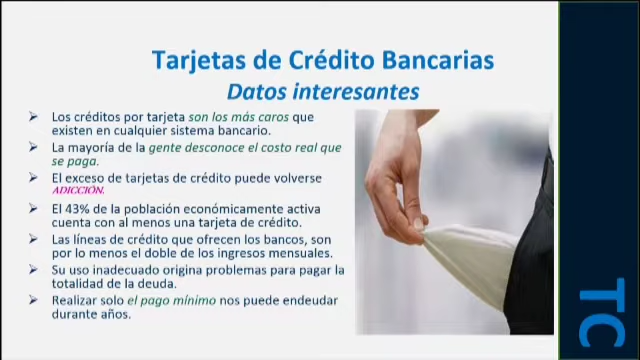 Tarjetas de Crédito Bancarias
Datos interesantes
Los créditos por tarjeta son los más caros que
existen en cualquier sistema bancario.
La mayoría de la gente desconoce el costo real que
se paga.
El exceso de tarjetas de crédito puede volverse
ADICCIÓN.
El 43% de la población económicamente activa
cuenta con al menos una tarjeta de crédito.
Las líneas de crédito que ofrecen los bancos, son
por lo menos el doble de los ingresos mensuales.
Su uso inadecuado origina problemas para pagar la
totalidad de la deuda.
Realizar solo el pago mínimo nos puede endeudar
durante años.
TC